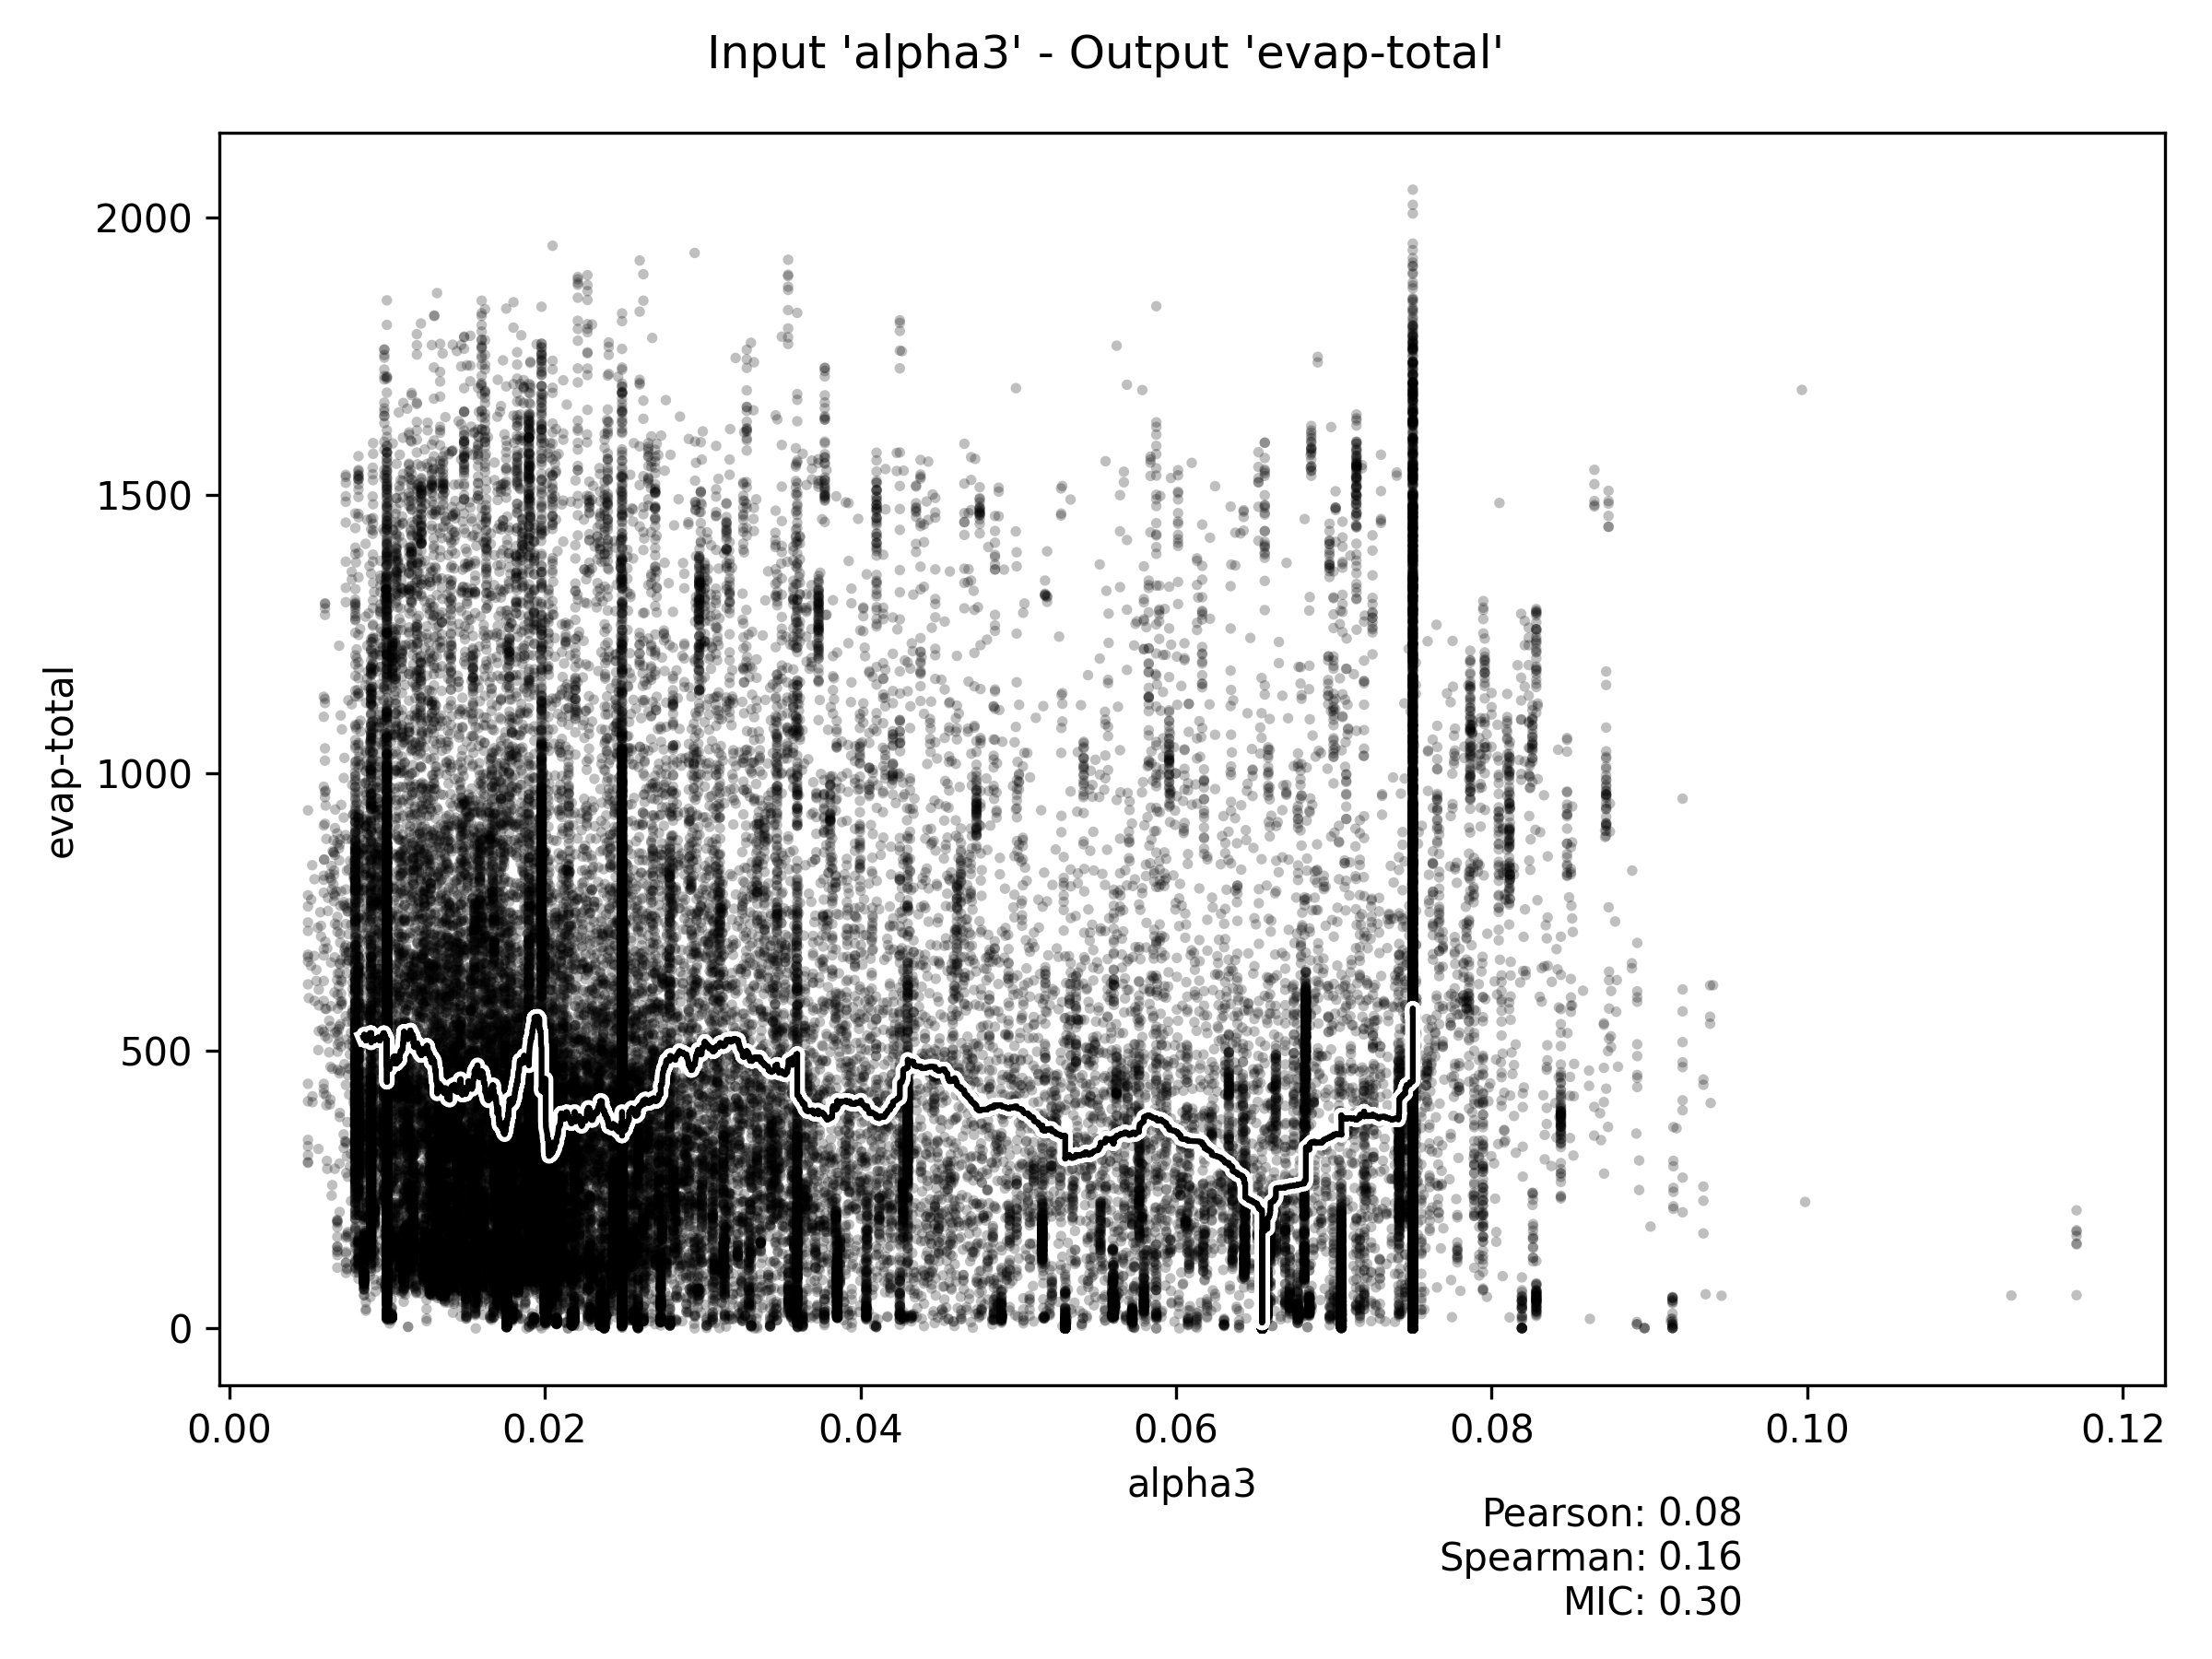 Input 'alpha3' - Output 'evap-total'
2000
1500
1000
500
0
evap-total
0.00 0.02 0.04 0.06 0.08 0.10 0.12
alpha3
Pearson: 0.08
Spearman: 0.16
MIC: 0.30